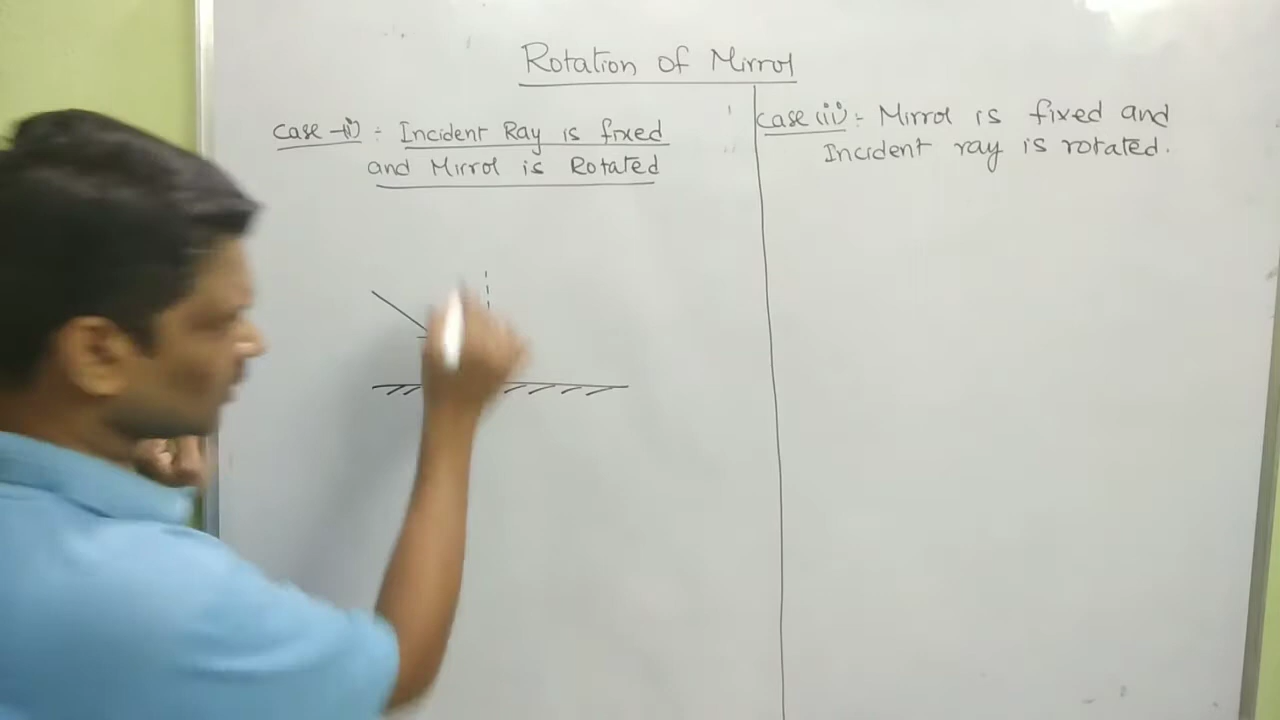 Rotation of Mirror
Case-(i) : Incident Ray is fixed
and Mirror is Rotated
Case (ii) :- Mirror is fixed and
Incident ray is rotated.